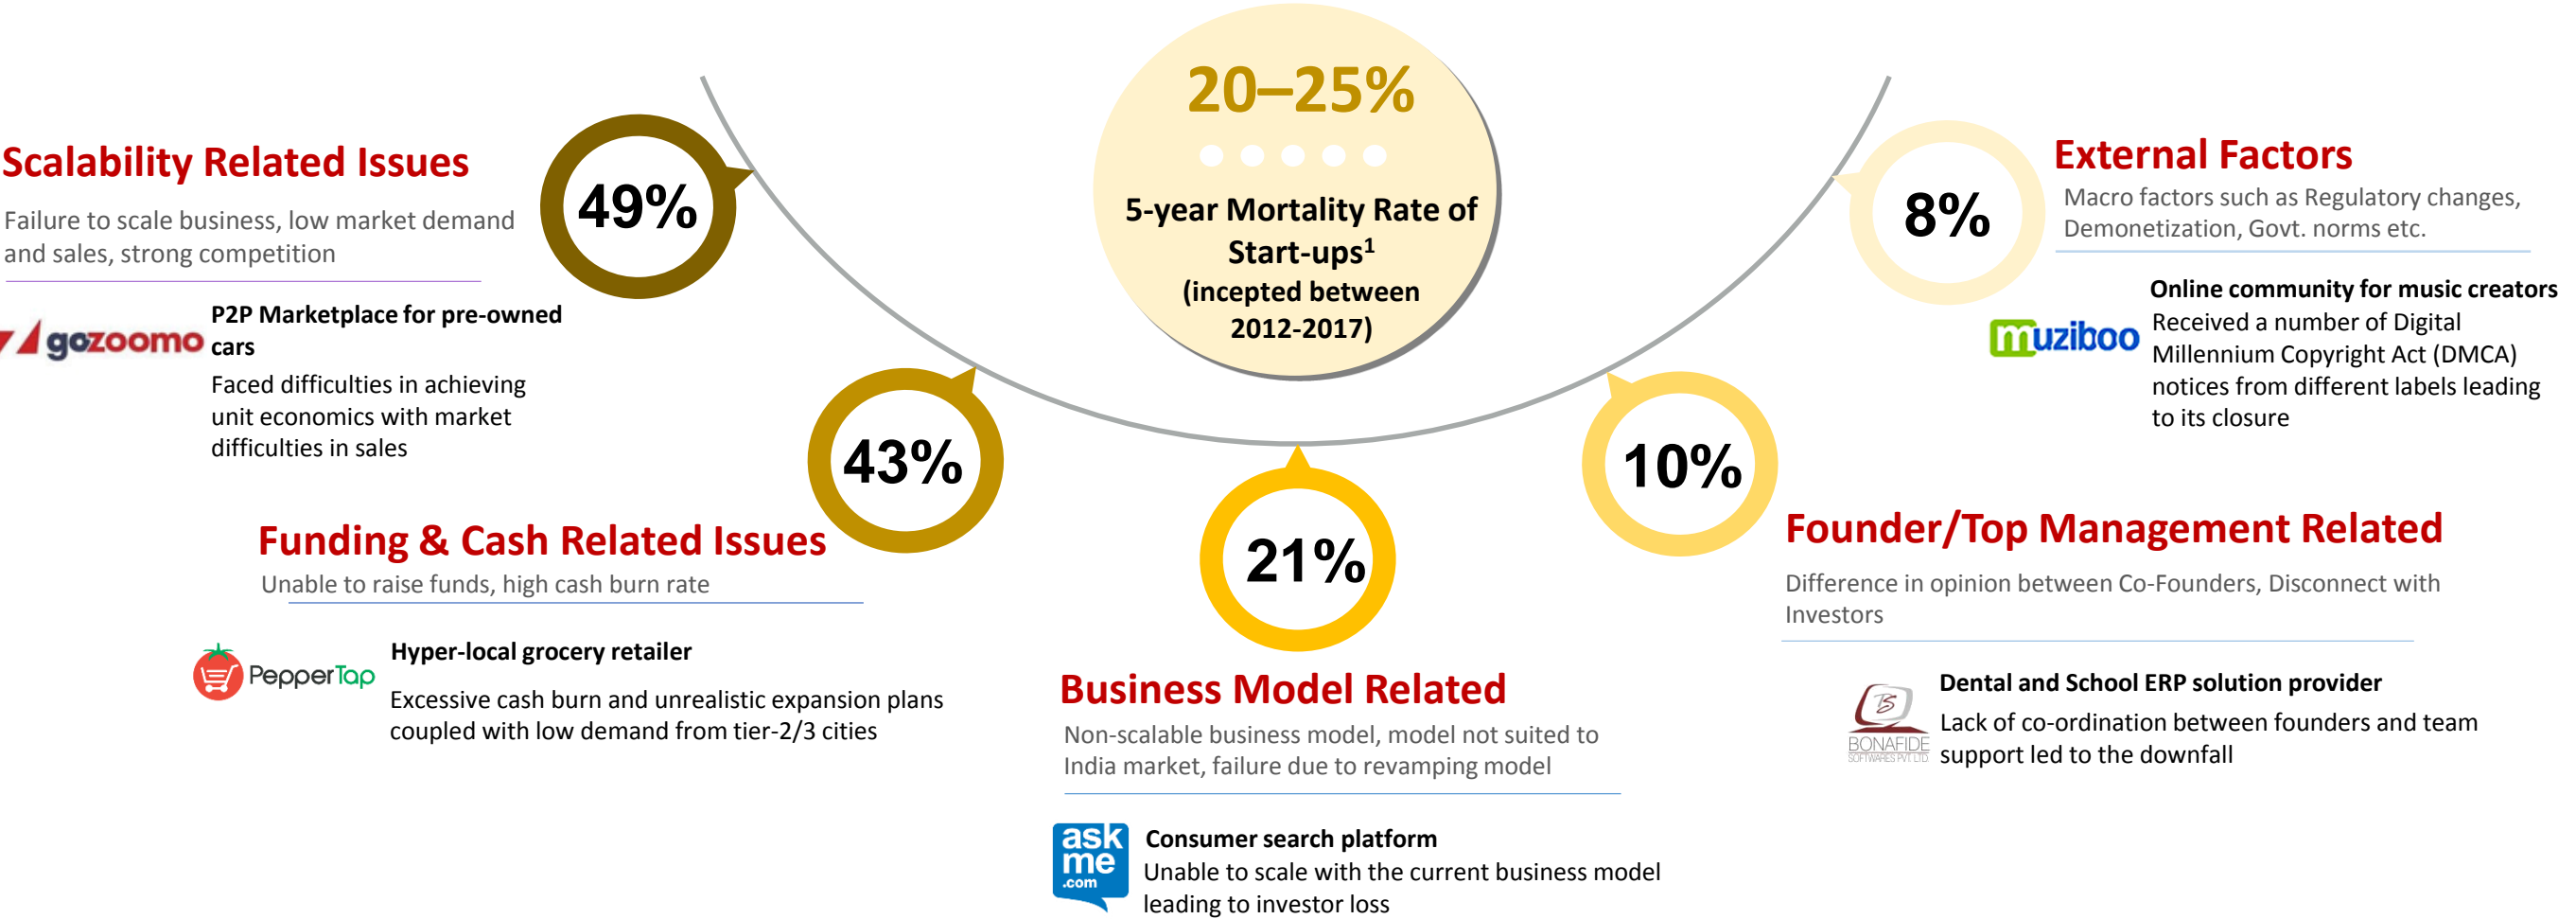 20–25%
5-year Mortality Rate of
Start-ups1
(incepted between
2012-2017)
Scalability Related Issues
Failure to scale business, low market demand
and sales, strong competition
49%
gozoomo
P2P Marketplace for pre-owned
cars
Faced difficulties in achieving
unit economics with market
difficulties in sales
43%
Funding & Cash Related Issues
Unable to raise funds, high cash burn rate
PepperTap
Hyper-local grocery retailer
Excessive cash burn and unrealistic expansion plans
coupled with low demand from tier-2/3 cities
21%
Business Model Related
Non-scalable business model, model not suited to
India market, failure due to revamping model
ask
me
.com
Consumer search platform
Unable to scale with the current business model
leading to investor loss
10%
Founder/Top Management Related
Difference in opinion between Co-Founders, Disconnect with
Investors
BONAFIDE
SOFTWARES PVT. LTD.
Dental and School ERP solution provider
Lack of co-ordination between founders and team
support led to the downfall
8%
External Factors
Macro factors such as Regulatory changes,
Demonetization, Govt. norms etc.
muziboo
Online community for music creators
Received a number of Digital
Millennium Copyright Act (DMCA)
notices from different labels leading
to its closure